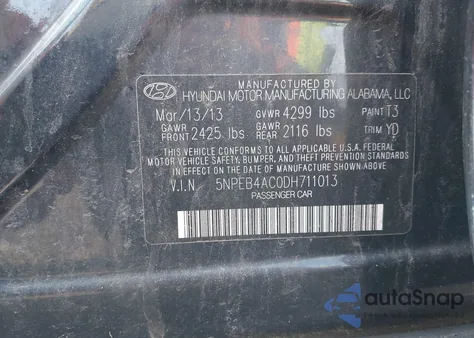 MANUFACTURED BY
HYUNDAI MOTOR MANUFACTURING ALABAMA, LLC
Mar/13/13 GVWR 4299 lbs PAINT T3
GAWR FRONT 2425 lbs GAWR REAR 2116 lbs TRIM YD
THIS VEHICLE CONFORMS TO ALL APPLICABLE U.S FEDERAL
MOTOR VEHICLE SAFETY, BUMPER, AND THEFT PREVENTION
STANDARDS IN EFFECT ON THE DATE OF MANUFACTURE SHOWN ABOVE.
V.I.N 5NPEB4AC0DH711013
PASSENGER CAR
autoSnap